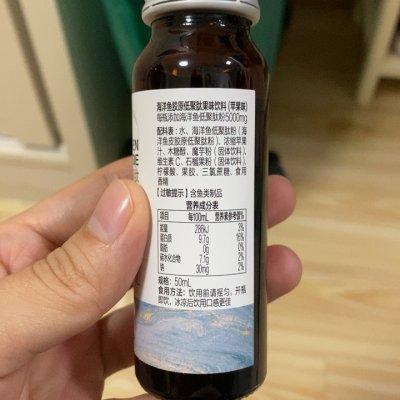 海洋鱼胶原低聚肽果味饮料（苹果味）
每瓶添加海洋鱼低聚肽粉5000mg
配料表：水、海洋鱼低聚肽粉（海
洋鱼皮胶原低聚肽粉）、浓缩苹果
汁、木糖醇、魔芋粉（固体饮料）、
维生素C、石榴果粉（固体饮料）、
柠檬酸、果胶、三氯蔗糖、食用
香精
【过敏提示】含鱼类制品
营养成分表
项目 每100mL 营养素参考值%
能量 286kJ 3%
蛋白质 9.7g 16%
脂肪 0g 0%
碳水化合物 7.1g 2%
钠 30mg 2%
规格：50mL
食用方法：饮用前请摇匀，开瓶
即饮，冰凉后饮用口感更佳
EN
DE